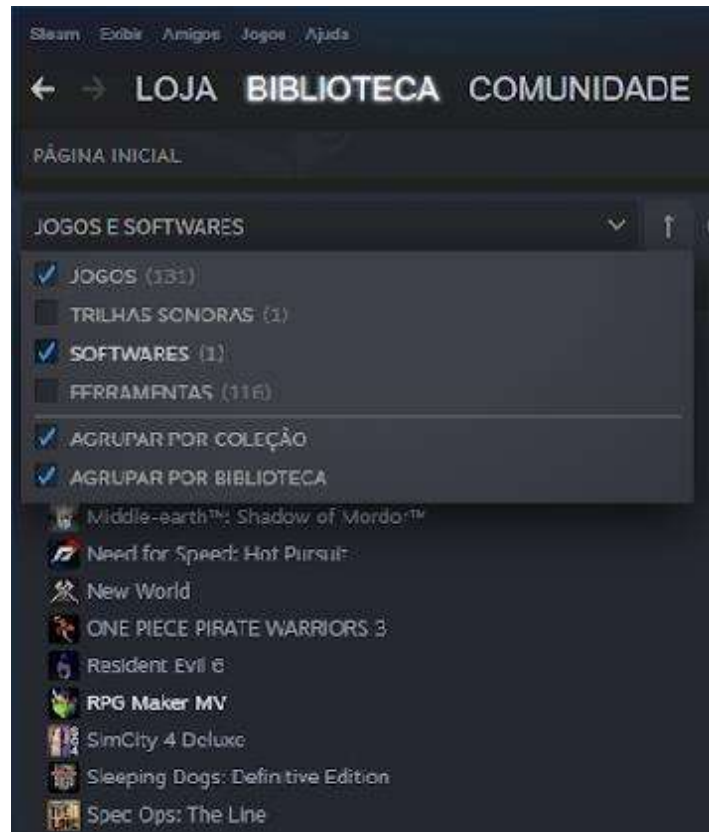 Steam Exibir Amigos Jogos Ajuda
LOJA BIBLIOTECA COMUNIDADE
PÁGINA INICIAL
JOGOS E SOFTWARES
JOGOS (131)
TRILHAS SONORAS (1)
SOFTWARES (1)
FERRAMENTAS (116)
AGRUPAR POR COLEÇÃO
AGRUPAR POR BIBLIOTECA
Middle-earth™: Shadow of Mordor™
Need for Speed: Hot Pursuit
New World
ONE PIECE PIRATE WARRIORS 3
Resident Evil 6
RPG Maker MV
SimCity 4 Deluxe
Sleeping Dogs: Definitive Edition
Spec Ops: The Line